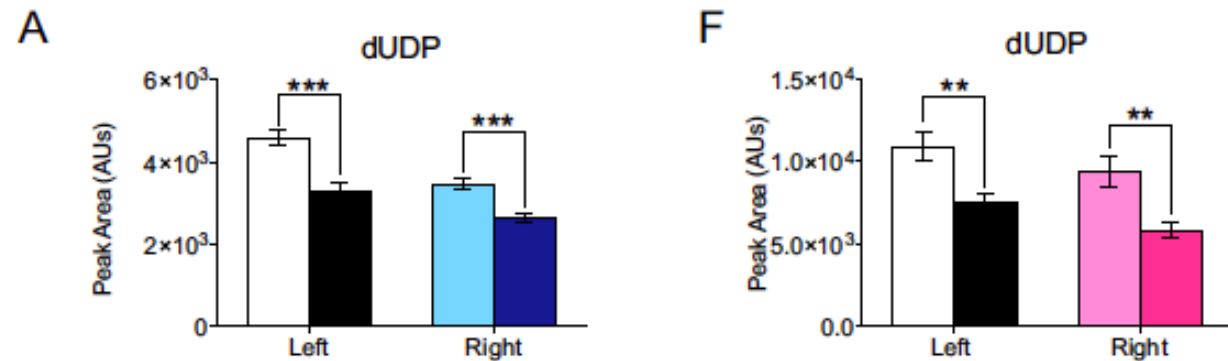 A
dUDP
Peak Area (AUs)
6×10³
4×10³
2×10³
0
***
***
Left
Right
F
dUDP
Peak Area (AUs)
1.5×10⁴
1.0×10⁴
5.0×10³
0.0
**
**
Left
Right